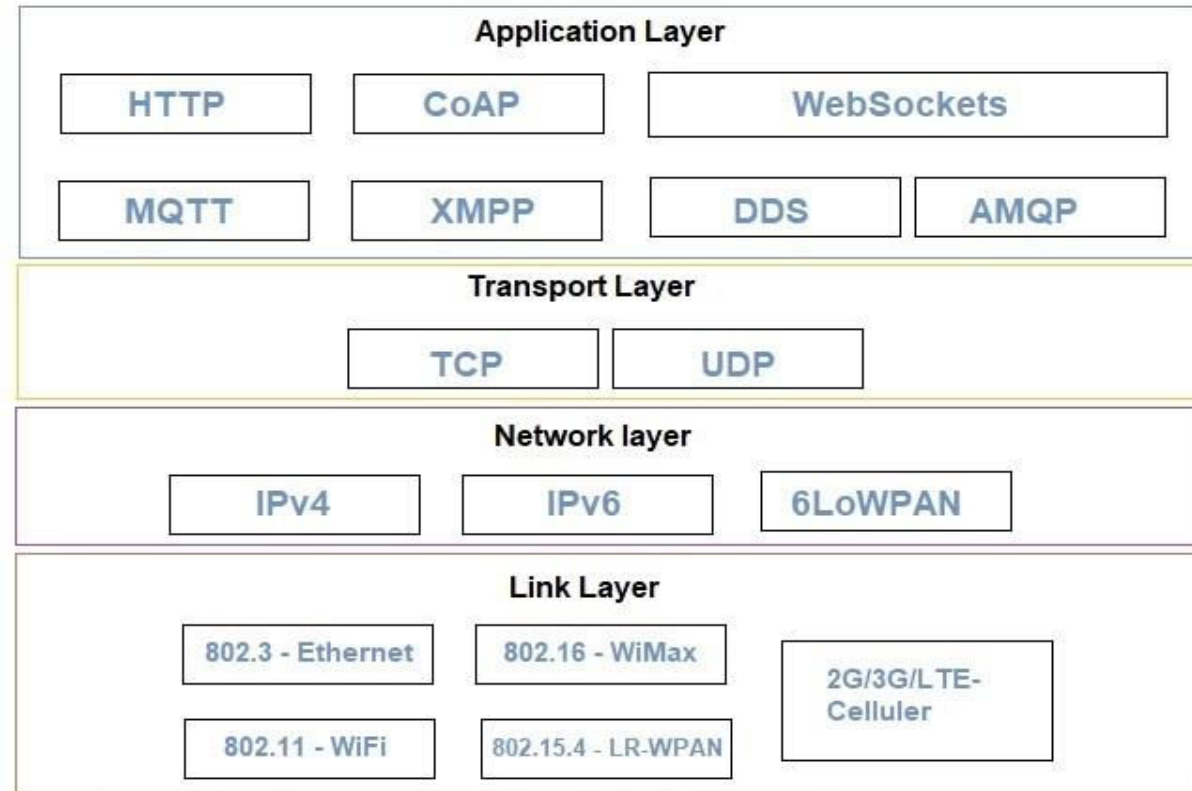 Application Layer
HTTP
CoAP
WebSockets
MQTT
XMPP
DDS
AMQP
Transport Layer
TCP
UDP
Network layer
IPv4
IPv6
6LoWPAN
Link Layer
802.3 - Ethernet
802.16 - WiMax
2G/3G/LTE-
Celluler
802.11 - WiFi
802.15.4 - LR-WPAN